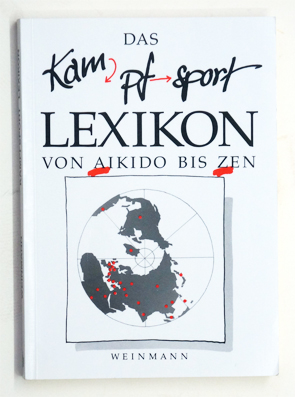 DAS
Kampfsport
LEXIKON
VON AIKIDO BIS ZEN
WEINMANN